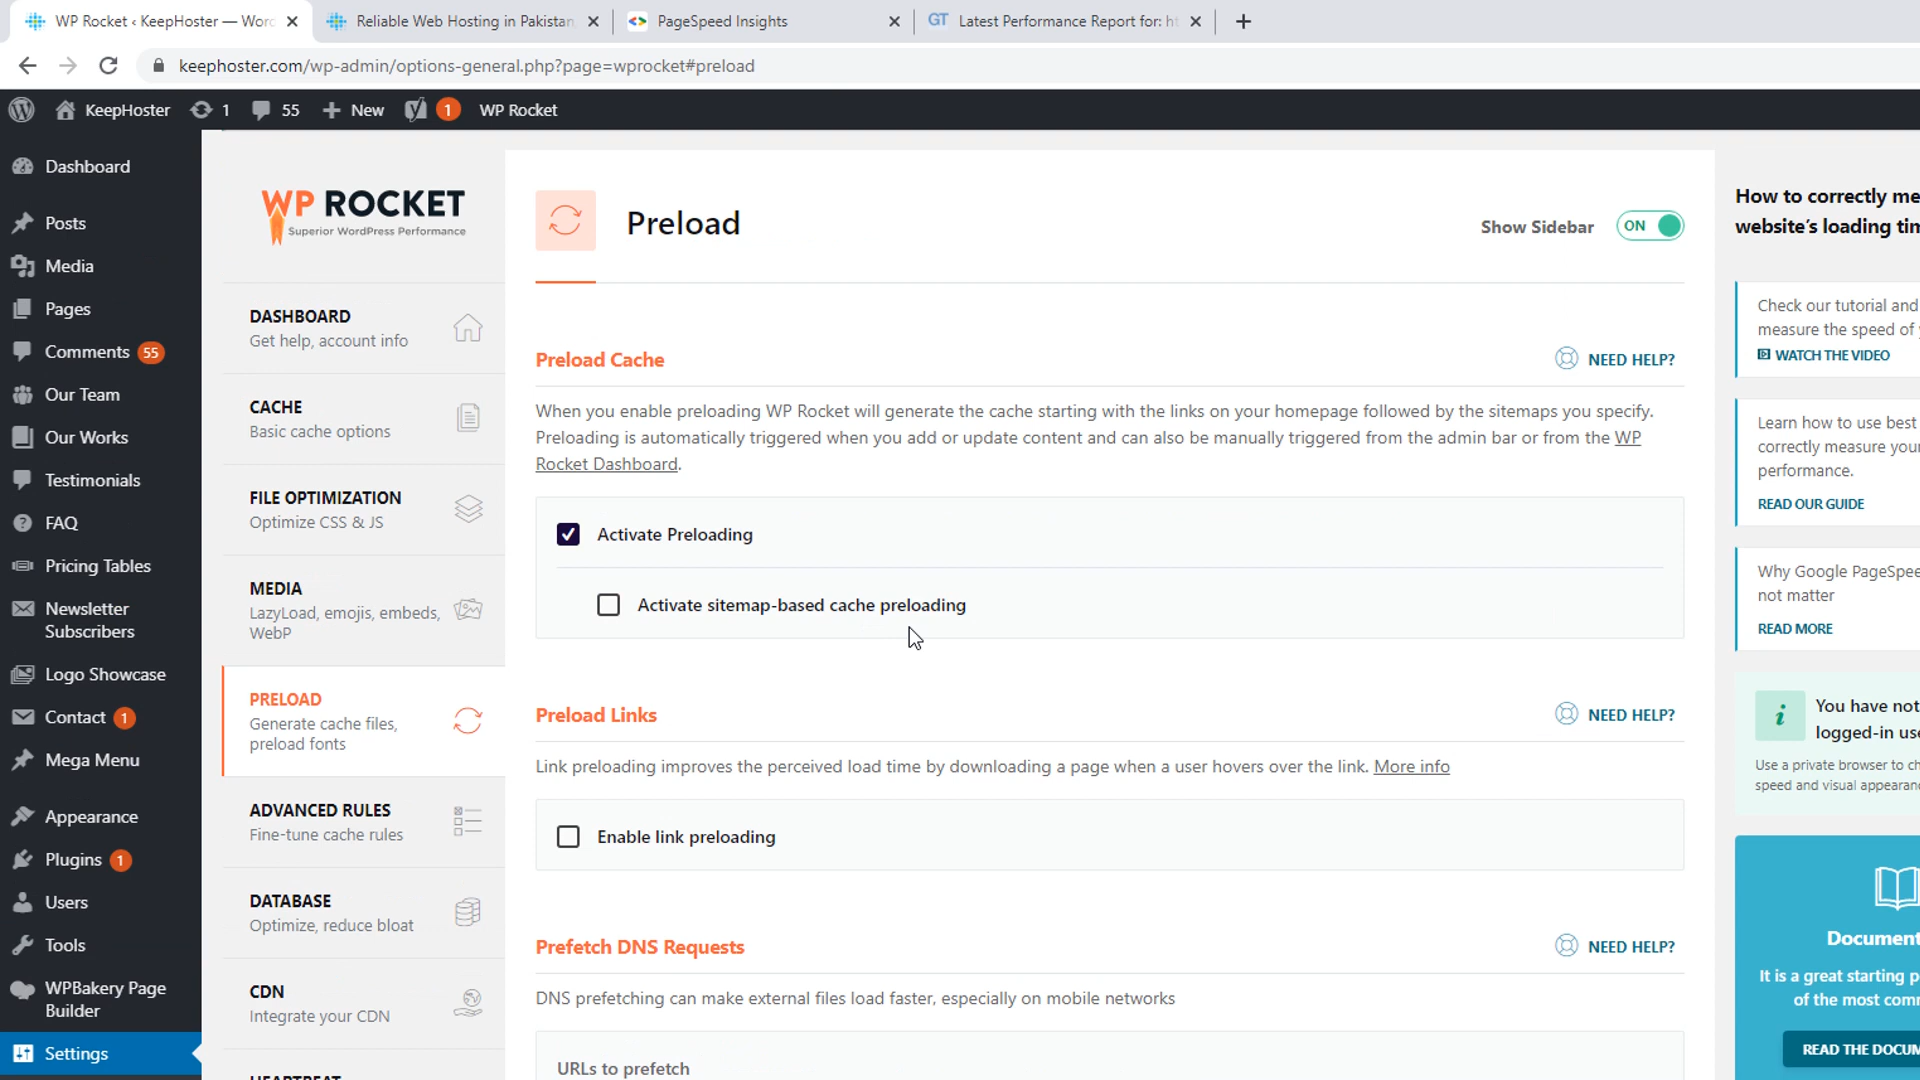 WP Rocket ‹ KeepHoster — Word
Reliable Web Hosting in Pakistan,
PageSpeed Insights
GT Latest Performance Report for: ht
keephoster.com/wp-admin/options-general.php?page=wprocket#preload
KeepHoster 1 55 New 1 WP Rocket
Dashboard
Posts
Media
Pages
Comments 55
Our Team
Our Works
Testimonials
FAQ
Pricing Tables
Newsletter
Subscribers
Logo Showcase
Contact 1
Mega Menu
Appearance
Plugins 1
Users
Tools
WPBakery Page
Builder
Settings
WP ROCKET
Superior WordPress Performance
DASHBOARD
Get help, account info
CACHE
Basic cache options
FILE OPTIMIZATION
Optimize CSS & JS
MEDIA
LazyLoad, emojis, embeds,
WebP
PRELOAD
Generate cache files,
preload fonts
ADVANCED RULES
Fine-tune cache rules
DATABASE
Optimize, reduce bloat
CDN
Integrate your CDN
HEARTBEAT
Preload
Show Sidebar ON
Preload Cache
NEED HELP?
When you enable preloading WP Rocket will generate the cache starting with the links on your homepage followed by the sitemaps you specify.
Preloading is automatically triggered when you add or update content and can also be manually triggered from the admin bar or from the WP
Rocket Dashboard.
Activate Preloading
Activate sitemap-based cache preloading
Preload Links
NEED HELP?
Link preloading improves the perceived load time by downloading a page when a user hovers over the link. More info
Enable link preloading
Prefetch DNS Requests
NEED HELP?
DNS prefetching can make external files load faster, especially on mobile networks
URLs to prefetch
How to correctly me
website's loading tim
Check our tutorial and
measure the speed of
WATCH THE VIDEO
Learn how to use best
correctly measure your
performance.
READ OUR GUIDE
Why Google PageSpee
not matter
READ MORE
i
You have not
logged-in use
Use a private browser to ch
speed and visual appearanc
Document
It is a great starting p
of the most comm
READ THE DOCUM